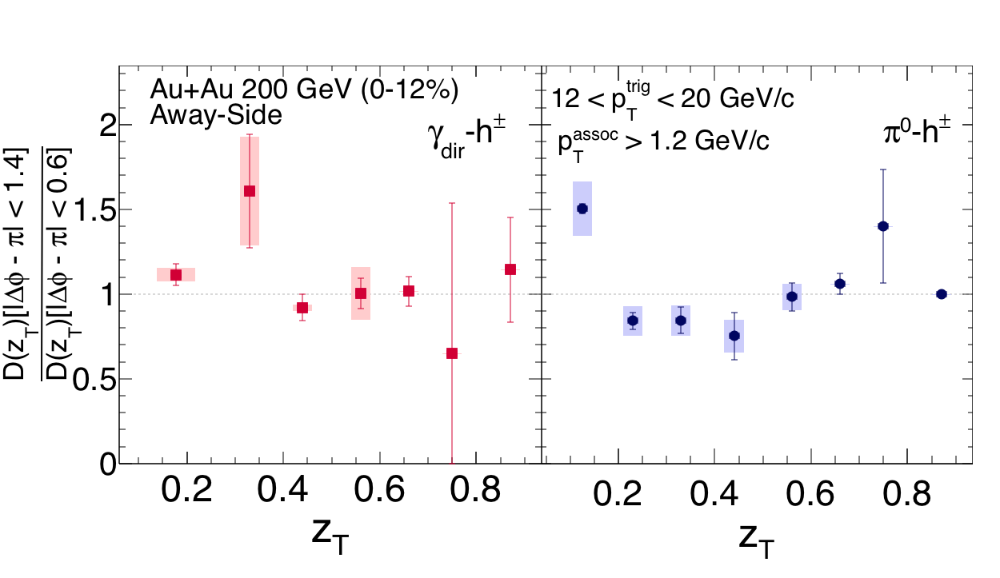 Au+Au 200 GeV (0-12%)
Away-Side
γdir-h±
12 < pTtrig < 20 GeV/c
pTassoc > 1.2 GeV/c
π0-h±
D(zT)[|Δϕ - π| < 1.4]
D(zT)[|Δϕ - π| < 0.6]
2
1.5
1
0.5
0
0.2 0.4 0.6 0.8
0.2 0.4 0.6 0.8
zT
zT